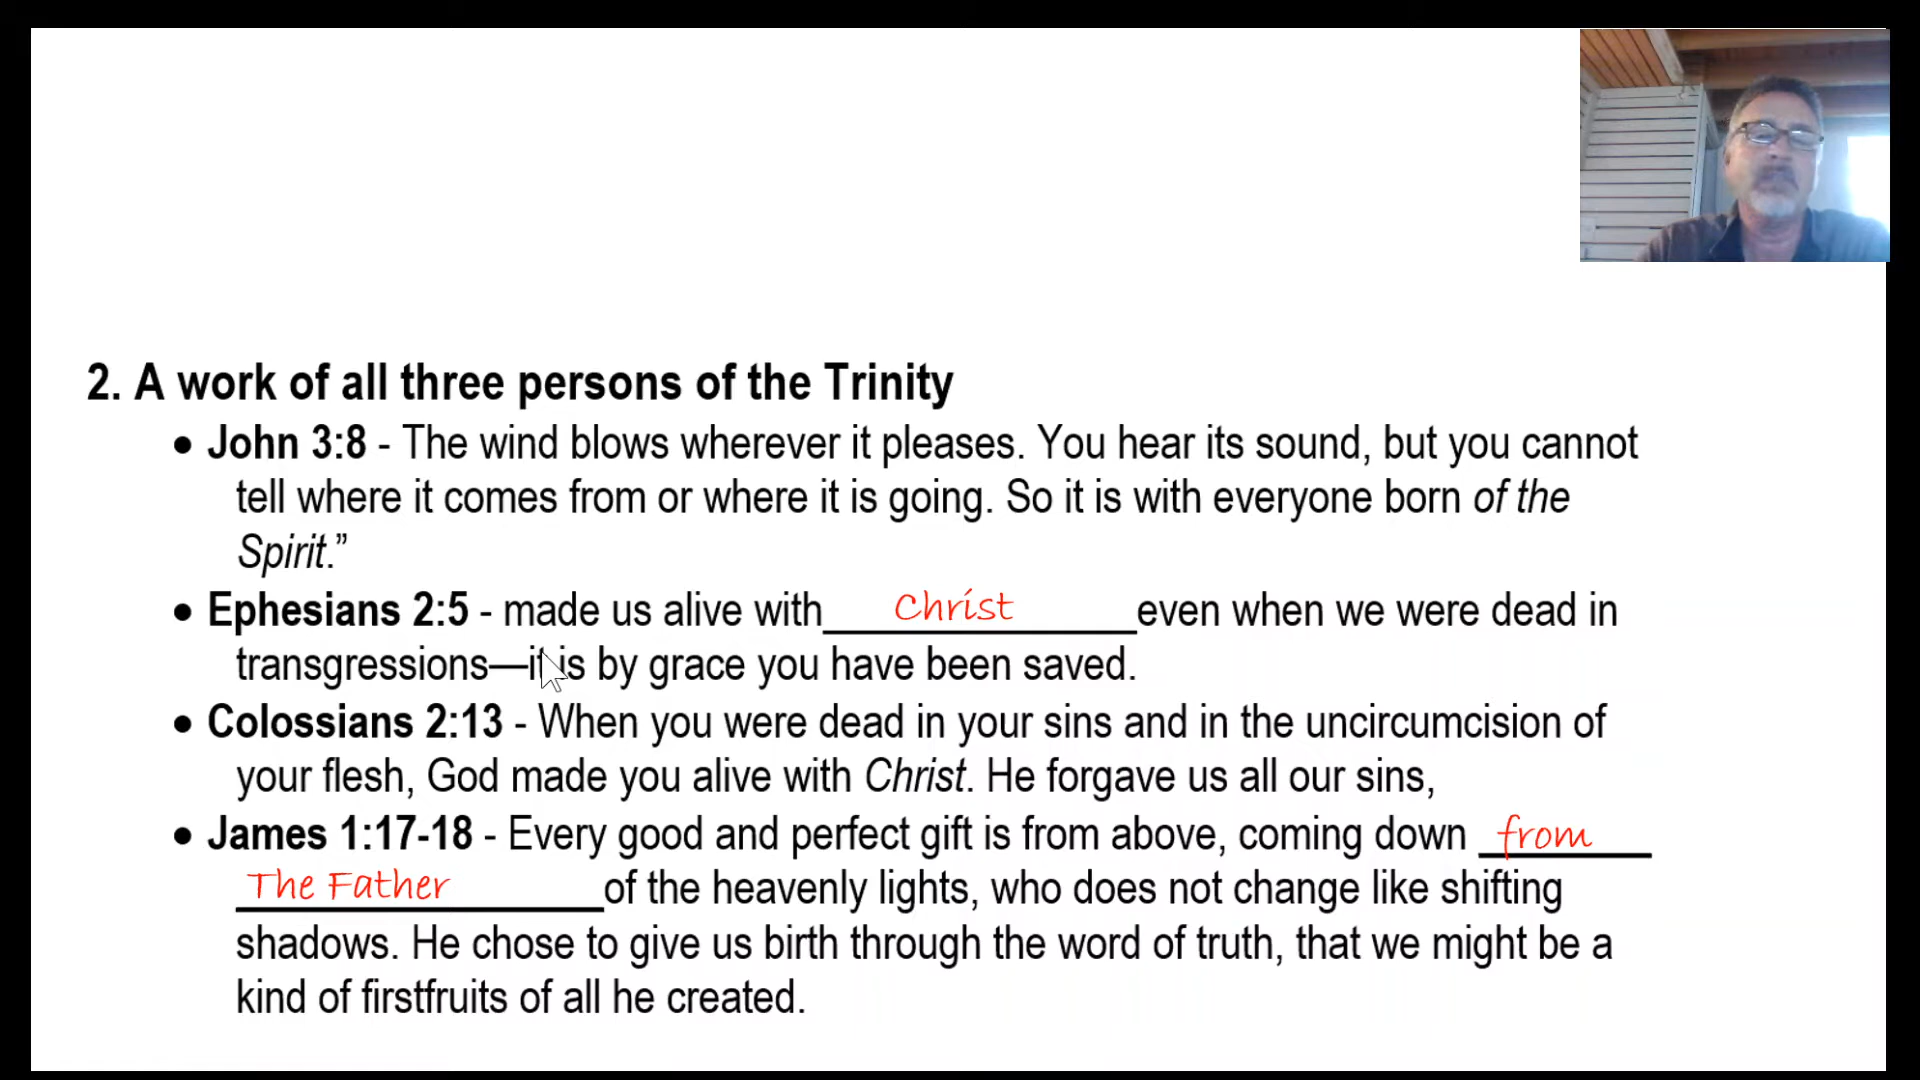 2. A work of all three persons of the Trinity
● John 3:8 - The wind blows wherever it pleases. You hear its sound, but you cannot
tell where it comes from or where it is going. So it is with everyone born of the
Spirit.”
● Ephesians 2:5 - made us alive with Christ even when we were dead in
transgressions—it is by grace you have been saved.
● Colossians 2:13 - When you were dead in your sins and in the uncircumcision of
your flesh, God made you alive with Christ. He forgave us all our sins,
● James 1:17-18 - Every good and perfect gift is from above, coming down from
The Father of the heavenly lights, who does not change like shifting
shadows. He chose to give us birth through the word of truth, that we might be a
kind of firstfruits of all he created.